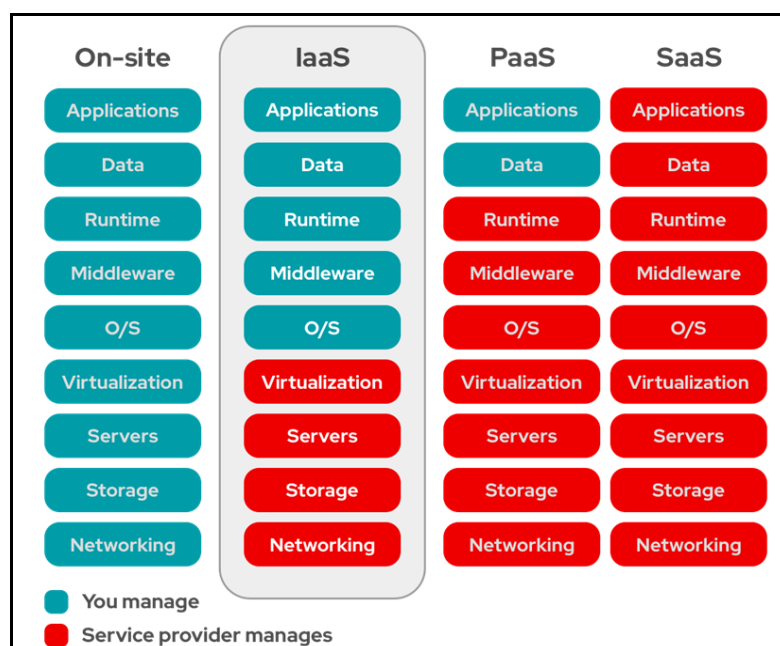 On-site IaaS PaaS SaaS
Applications Applications Applications Applications
Data Data Data Data
Runtime Runtime Runtime Runtime
Middleware Middleware Middleware Middleware
O/S O/S O/S O/S
Virtualization Virtualization Virtualization Virtualization
Servers Servers Servers Servers
Storage Storage Storage Storage
Networking Networking Networking Networking
You manage
Service provider manages